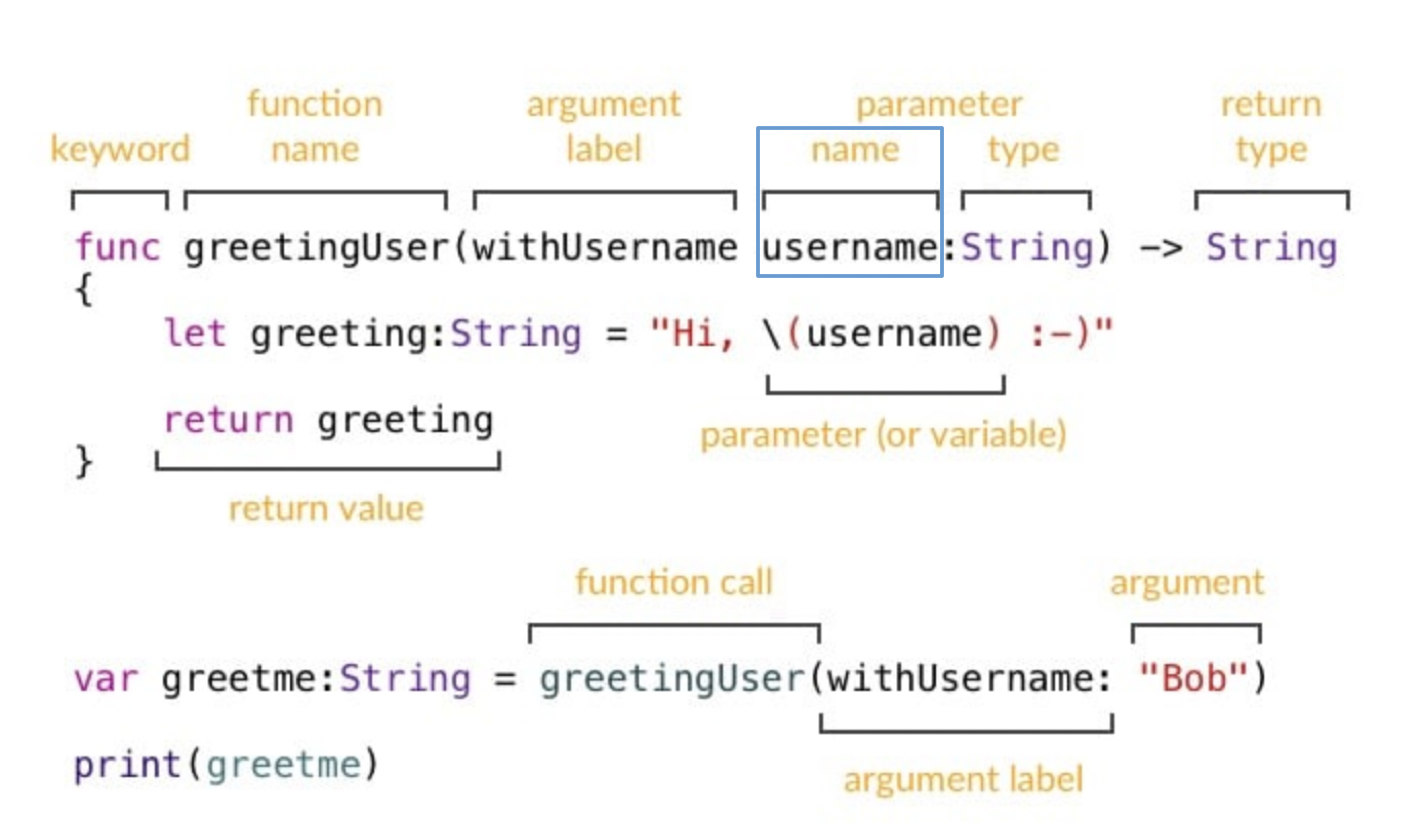 function argument parameter return
keyword name label name type type
func greetingUser(withUsername username:String) -> String
{
let greeting:String = "Hi, \(username) :-)"
parameter (or variable)
return greeting
}
return value
function call argument
var greetme:String = greetingUser(withUsername: "Bob")
argument label
print(greetme)